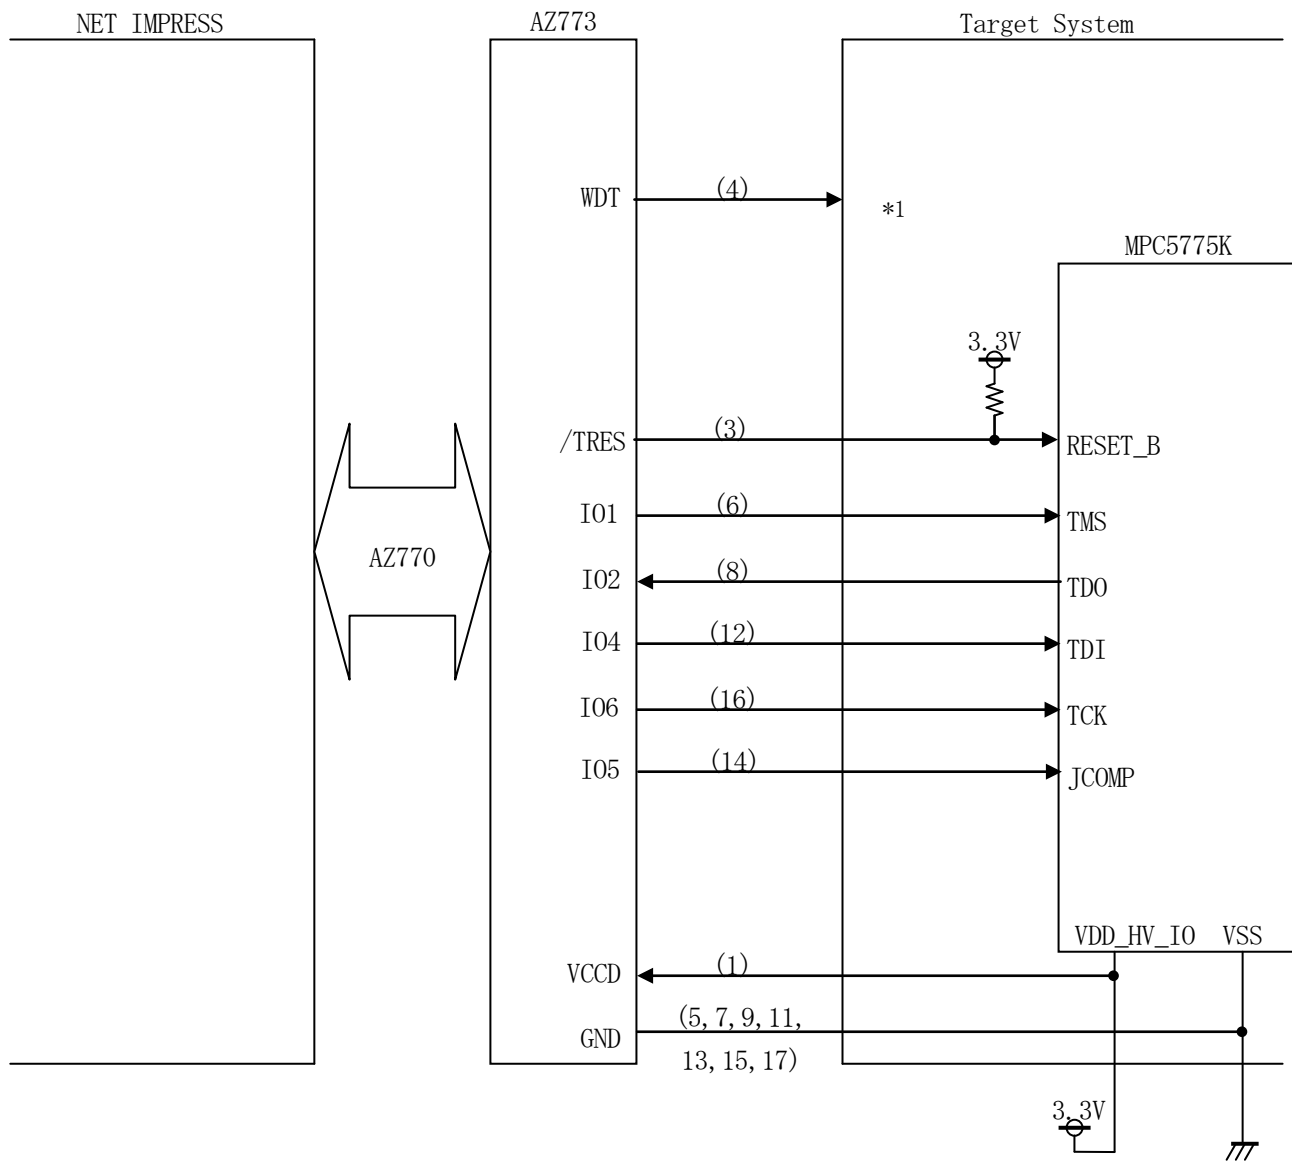 NET IMPRESS
AZ773
Target System
WDT
(4)
*1
MPC5775K
3.3V
/TRES
(3)
RESET_B
IO1
(6)
TMS
AZ770
IO2
(8)
TDO
IO4
(12)
TDI
IO6
(16)
TCK
IO5
(14)
JCOMP
VDD_HV_IO
VSS
VCCD
(1)
GND
(5,7,9,11,
13,15,17)
3.3V